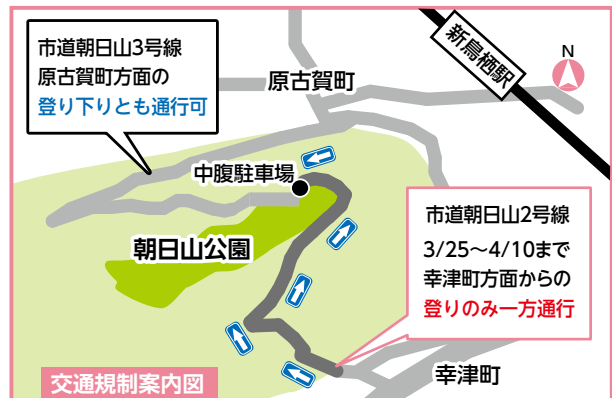 市道朝日山3号線
原古賀町方面の
登り下りとも通行可
原古賀町
新鳥栖駅
N
中腹駐車場
朝日山公園
市道朝日山2号線
3/25～4/10まで
幸津町方面からの
登りのみ一方通行
幸津町
交通規制案内図